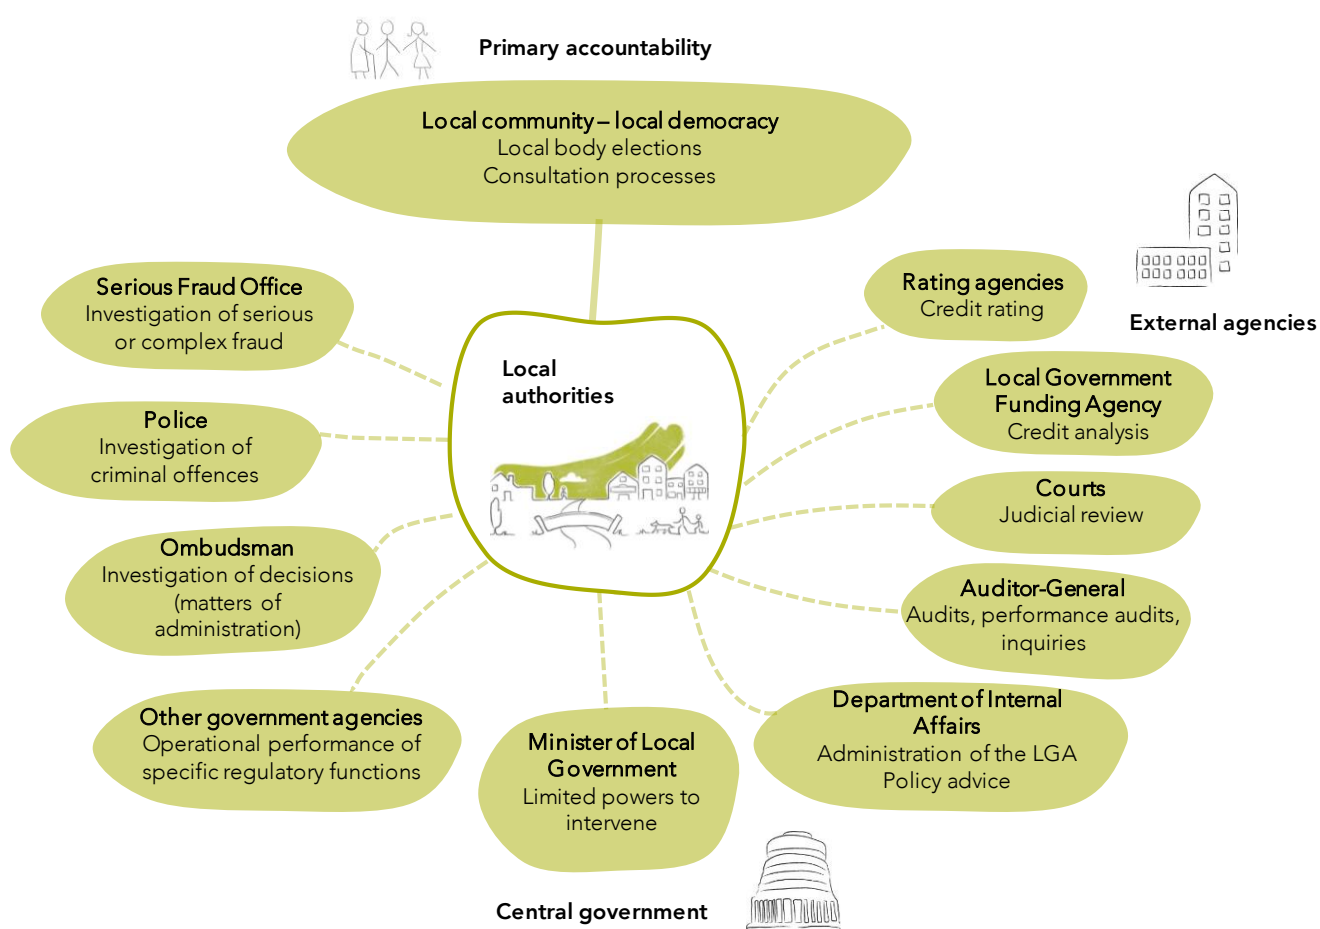 Primary accountability
Local community – local democracy
Local body elections
Consultation processes
Serious Fraud Office
Investigation of serious
or complex fraud
Police
Investigation of
criminal offences
Ombudsman
Investigation of decisions
(matters of
administration)
Other government agencies
Operational performance of
specific regulatory functions
Local
authorities
Rating agencies
Credit rating
External agencies
Local Government
Funding Agency
Credit analysis
Courts
Judicial review
Auditor-General
Audits, performance audits,
inquiries
Department of Internal
Affairs
Administration of the LGA
Policy advice
Minister of Local
Government
Limited powers to
intervene
Central government